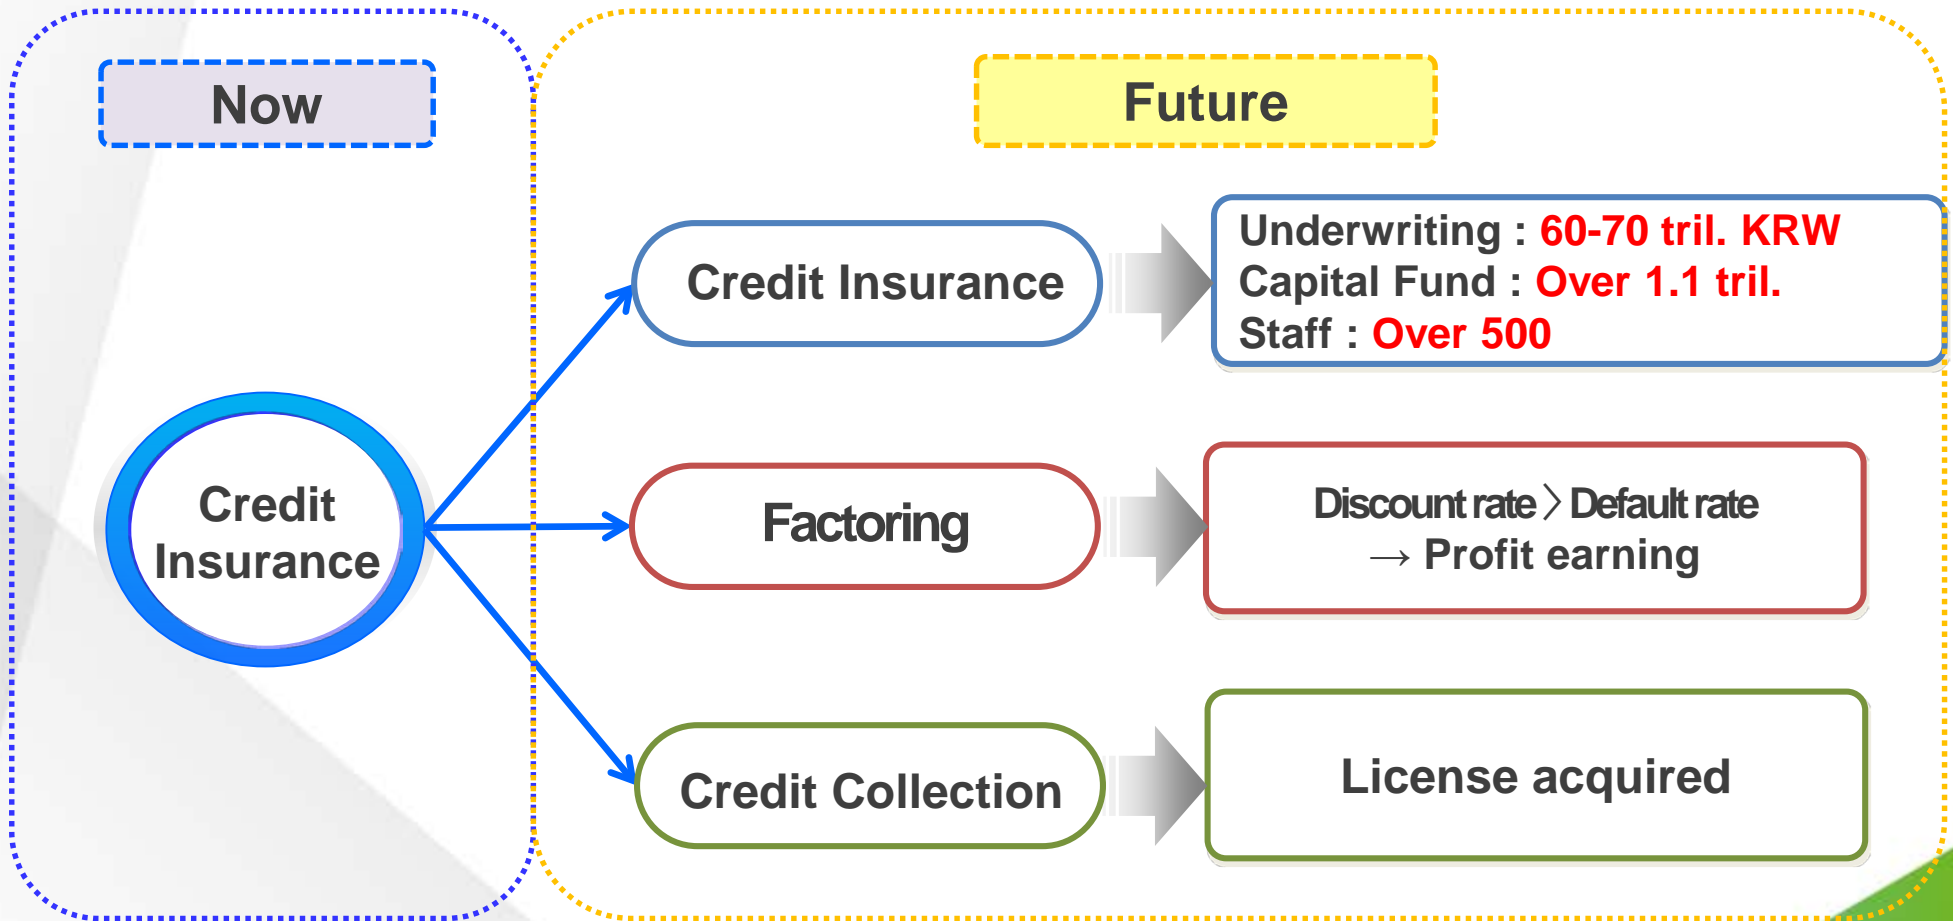 Now
Future
Credit
Insurance
Credit Insurance
Underwriting : 60-70 tril. KRW
Capital Fund : Over 1.1 tril.
Staff : Over 500
Factoring
Discount rate 〉Default rate
→ Profit earning
Credit Collection
License acquired